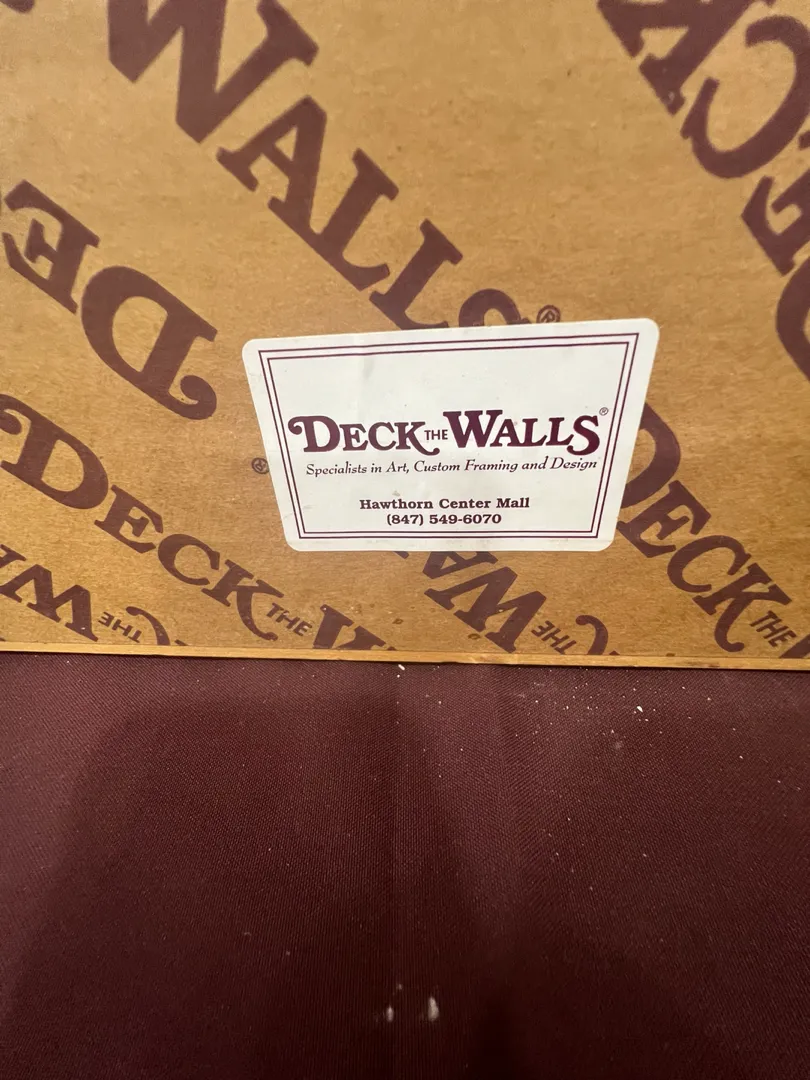 WALLS®
DECK
DE
DECK THE W
WALLS THE
DECK THE
DECK THE WALLS®
Specialists in Art, Custom Framing and Design
Hawthorn Center Mall
(847) 549-6070